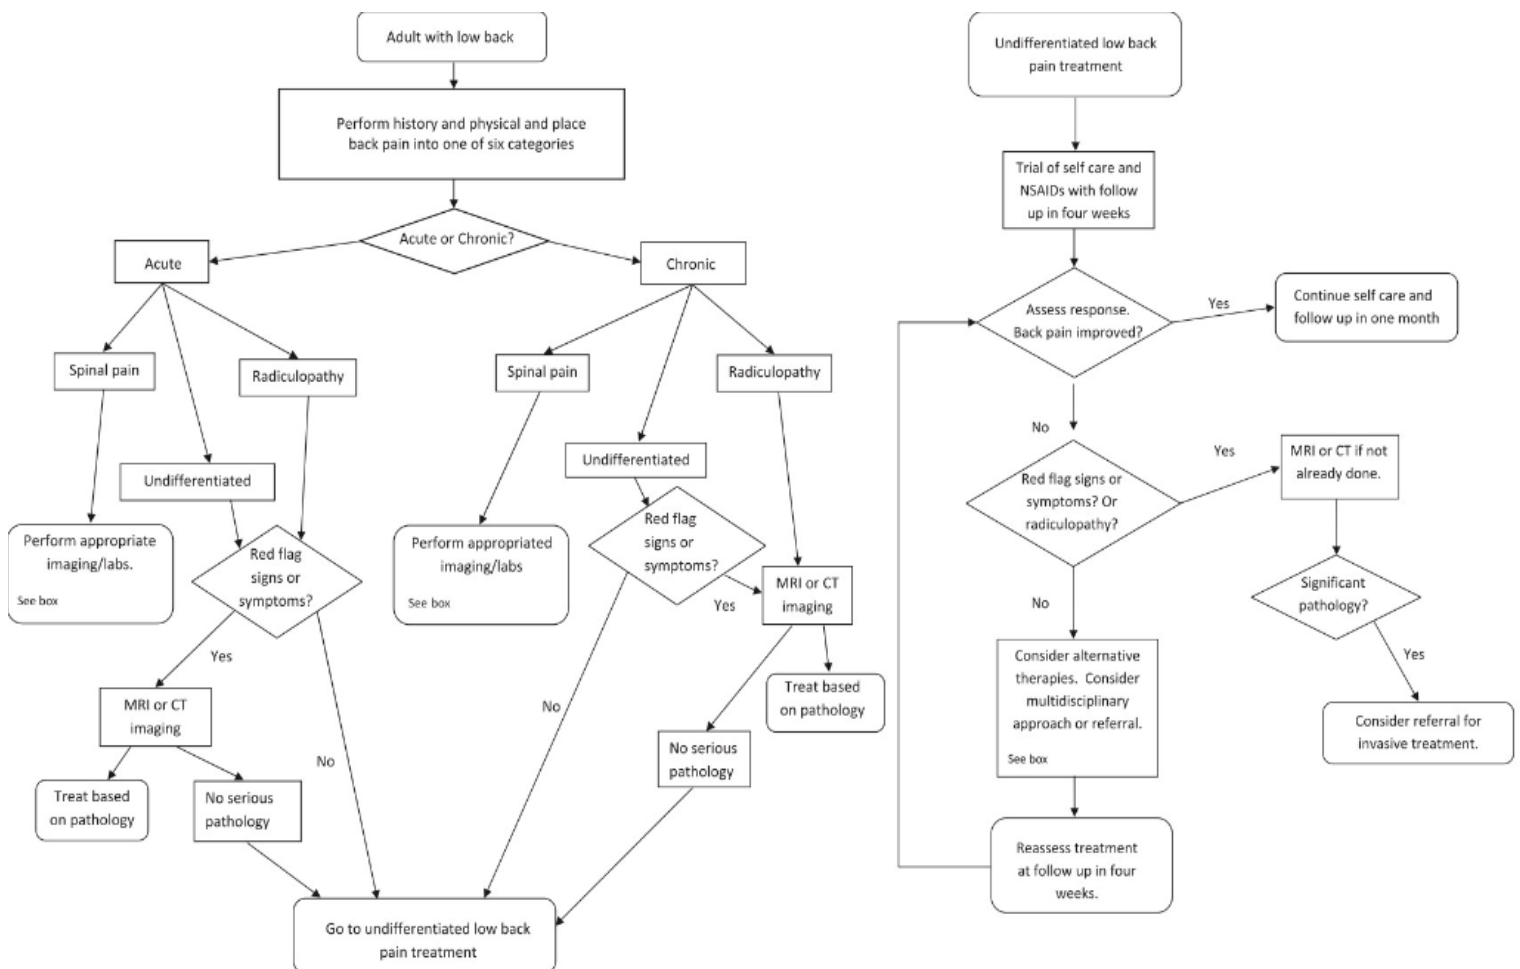 Adult with low back
Perform history and physical and place
back pain into one of six categories
Acute or Chronic?
Acute
Chronic
Spinal pain
Radiculopathy
Undifferentiated
Perform appropriate
imaging/labs.
See box
Red flag
signs or
symptoms?
Yes
No
MRI or CT
imaging
Treat based
on pathology
No serious
pathology
Spinal pain
Radiculopathy
Undifferentiated
Perform appropriated
imaging/labs
See box
Red flag
signs or
symptoms?
Yes
No
MRI or CT
imaging
Treat based
on pathology
No serious
pathology
Go to undifferentiated low back
pain treatment
Undifferentiated low back
pain treatment
Trial of self care and
NSAIDs with follow
up in four weeks
Assess response.
Back pain improved?
Yes
Continue self care and
follow up in one month
No
Red flag signs or
symptoms? Or
radiculopathy?
Yes
MRI or CT if not
already done.
Significant
pathology?
Yes
Consider referral for
invasive treatment.
No
Consider alternative
therapies. Consider
multidisciplinary
approach or referral.
See box
Reassess treatment
at follow up in four
weeks.